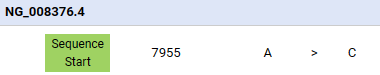 NG_008376.4
Sequence
Start
7955 A > C